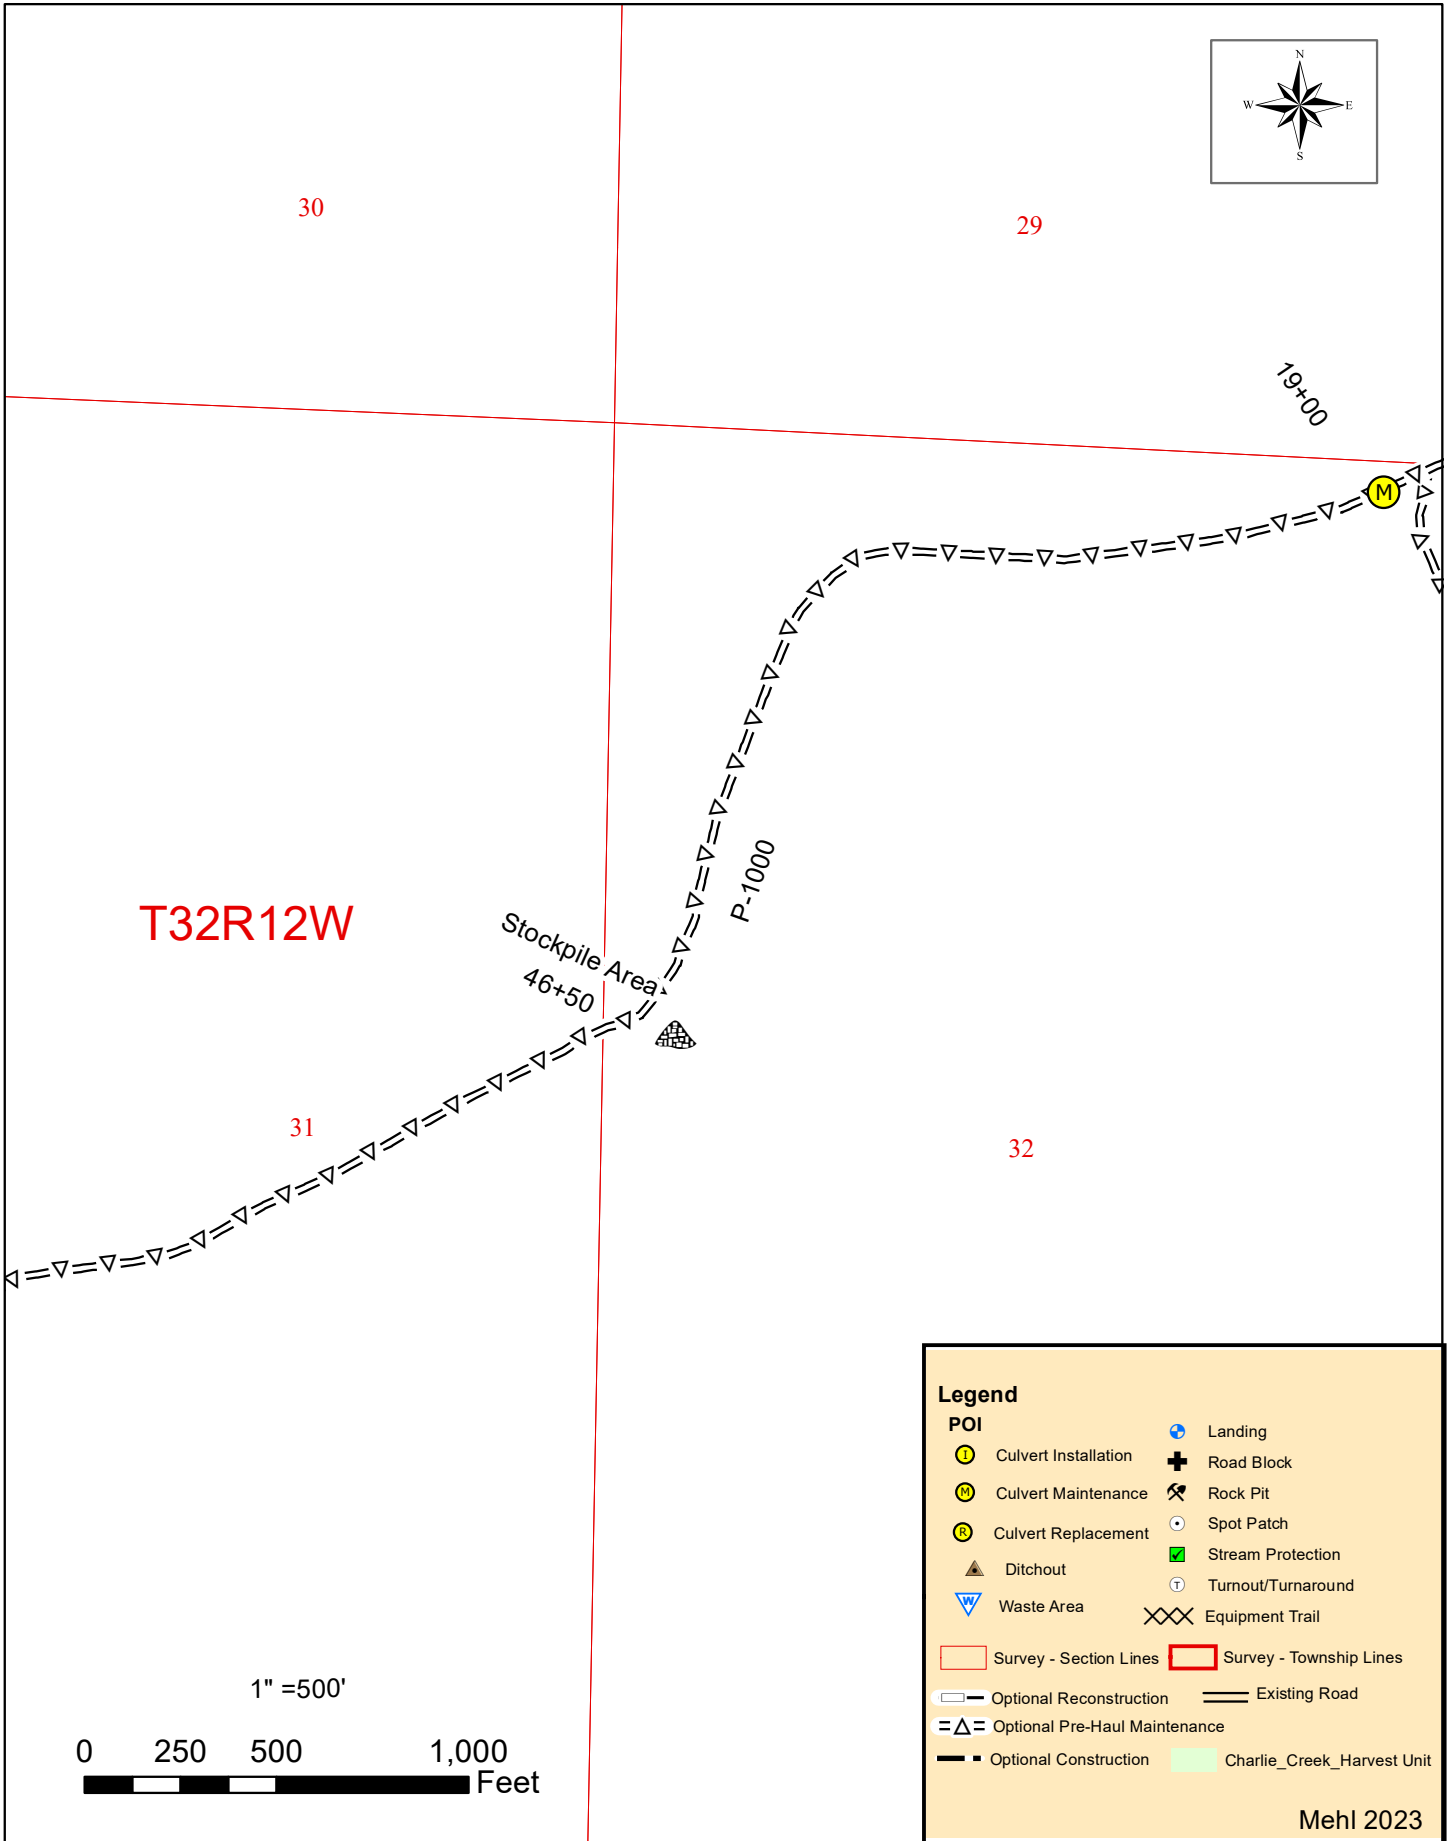 N
W E
S
30
29
19+00
M
P-1000
T32R12W
Stockpile Area
46+50
31
32
1" =500'
0 250 500 1,000
Feet
Legend
POI
I Culvert Installation
M Culvert Maintenance
R Culvert Replacement
Ditchout
W Waste Area
Landing
Road Block
Rock Pit
Spot Patch
Stream Protection
T Turnout/Turnaround
Equipment Trail
Survey - Section Lines
Survey - Township Lines
Optional Reconstruction
Existing Road
Optional Pre-Haul Maintenance
Optional Construction
Charlie_Creek_Harvest Unit
Mehl 2023